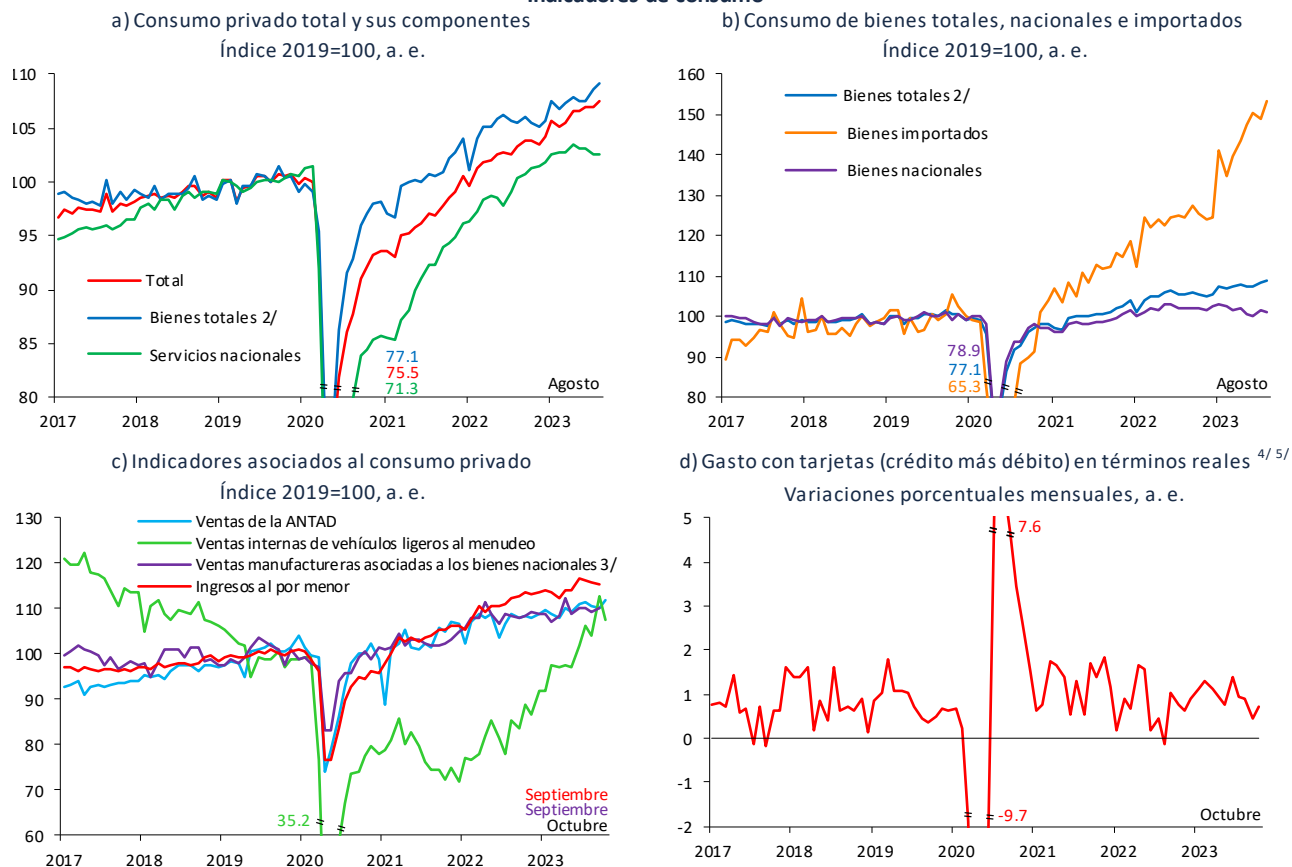 Indicadores de consumo
a) Consumo privado total y sus componentes
Índice 2019=100, a. e.
110
105
100
95
90
85
80
Total
Bienes totales 2/
Servicios nacionales
77.1
75.5
71.3
Agosto
2017 2018 2019 2020 2021 2022 2023
b) Consumo de bienes totales, nacionales e importados
Índice 2019=100, a. e.
160
150
140
130
120
110
100
90
80
Bienes totales 2/
Bienes importados
Bienes nacionales
78.9
77.1
65.3
Agosto
2017 2018 2019 2020 2021 2022 2023
c) Indicadores asociados al consumo privado
Índice 2019=100, a. e.
130
120
110
100
90
80
70
60
Ventas de la ANTAD
Ventas internas de vehículos ligeros al menudeo
Ventas manufactureras asociadas a los bienes nacionales 3/
Ingresos al por menor
35.2
Septiembre
Septiembre
Octubre
2017 2018 2019 2020 2021 2022 2023
d) Gasto con tarjetas (crédito más débito) en términos reales 4/ 5/
Variaciones porcentuales mensuales, a. e.
5
4
3
2
1
0
-1
-2
7.6
-9.7
Octubre
2017 2018 2019 2020 2021 2022 2023